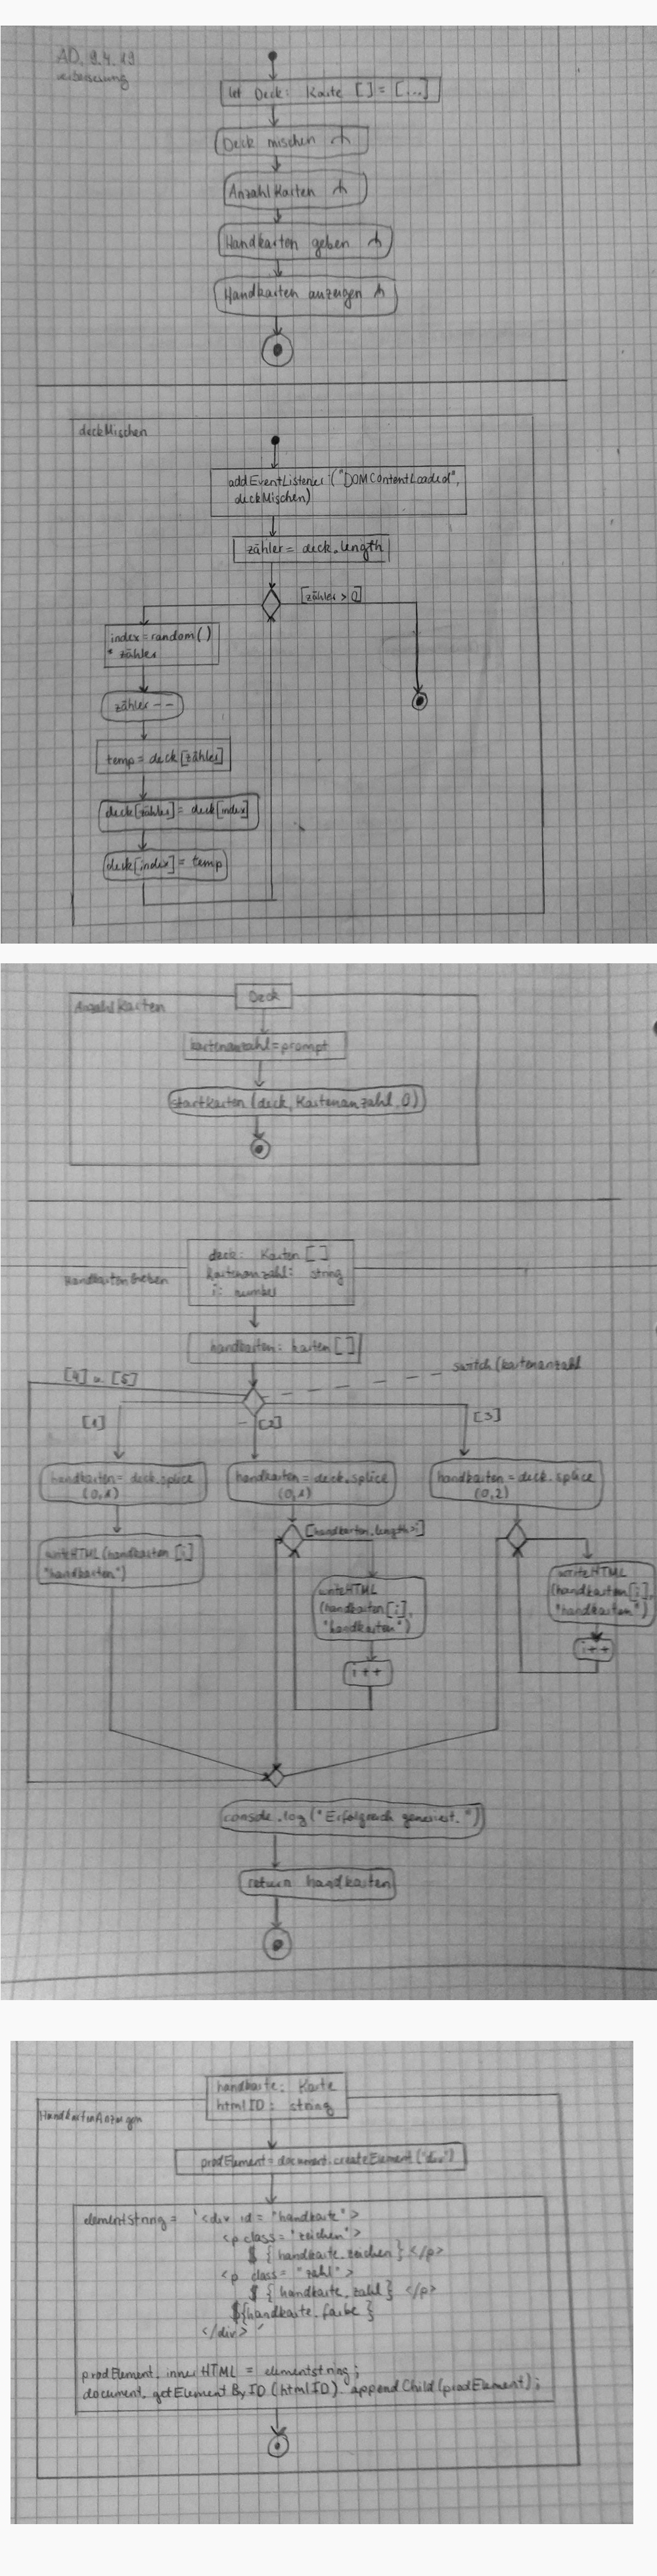 AD, 9.4.19
verbesserung
let Deck: Karte [ ] = [...]
Deck mischen
Anzahl Karten
Handkarten geben
Handkarten anzeigen
deckMischen
addEventListener ("DOMContentLoaded",
deckMischen)
zähler = deck.length
[zähler > 0]
index = random( )
* zähler
zähler - -
temp = deck [zähler]
deck[zähler] = deck[index]
deck[index] = temp
Anzahl Karten
Deck
kartenanzahl = prompt
startkarten (deck, Kartenanzahl, 0)
HandkartenGeben
deck: Karten [ ]
kartenanzahl: string
i: number
handkarten: karten [ ]
switch (kartenanzahl
[4] u. [5]
[1]
[2]
[3]
handkarten = deck.splice
(0,1)
handkarten = deck.splice
(0,1)
handkarten = deck.splice
(0,2)
writeHTML (handkarten [i]
"handkarten")
[handkarten.length > i]
writeHTML
(handkarten[i],
"handkarten")
i++
writeHTML
(handkarten[i],
"handkarten")
i++
console.log ("Erfolgreich generiert.")
return handkarten
handkarte: Karte
htmlID: string
HandkartenAnzeigen
prodElement = document.createElement ("div")
elementString = `<div id = "handkarte">
<p class = "zeichen">
$ { handkarte.zeichen } </p>
<p class = "zahl">
$ { handkarte.zahl } </p>
${handkarte.farbe }
</div>`
prodElement.innerHTML = elementstring;
document.getElementByID (htmlID).appendChild (prodElement);